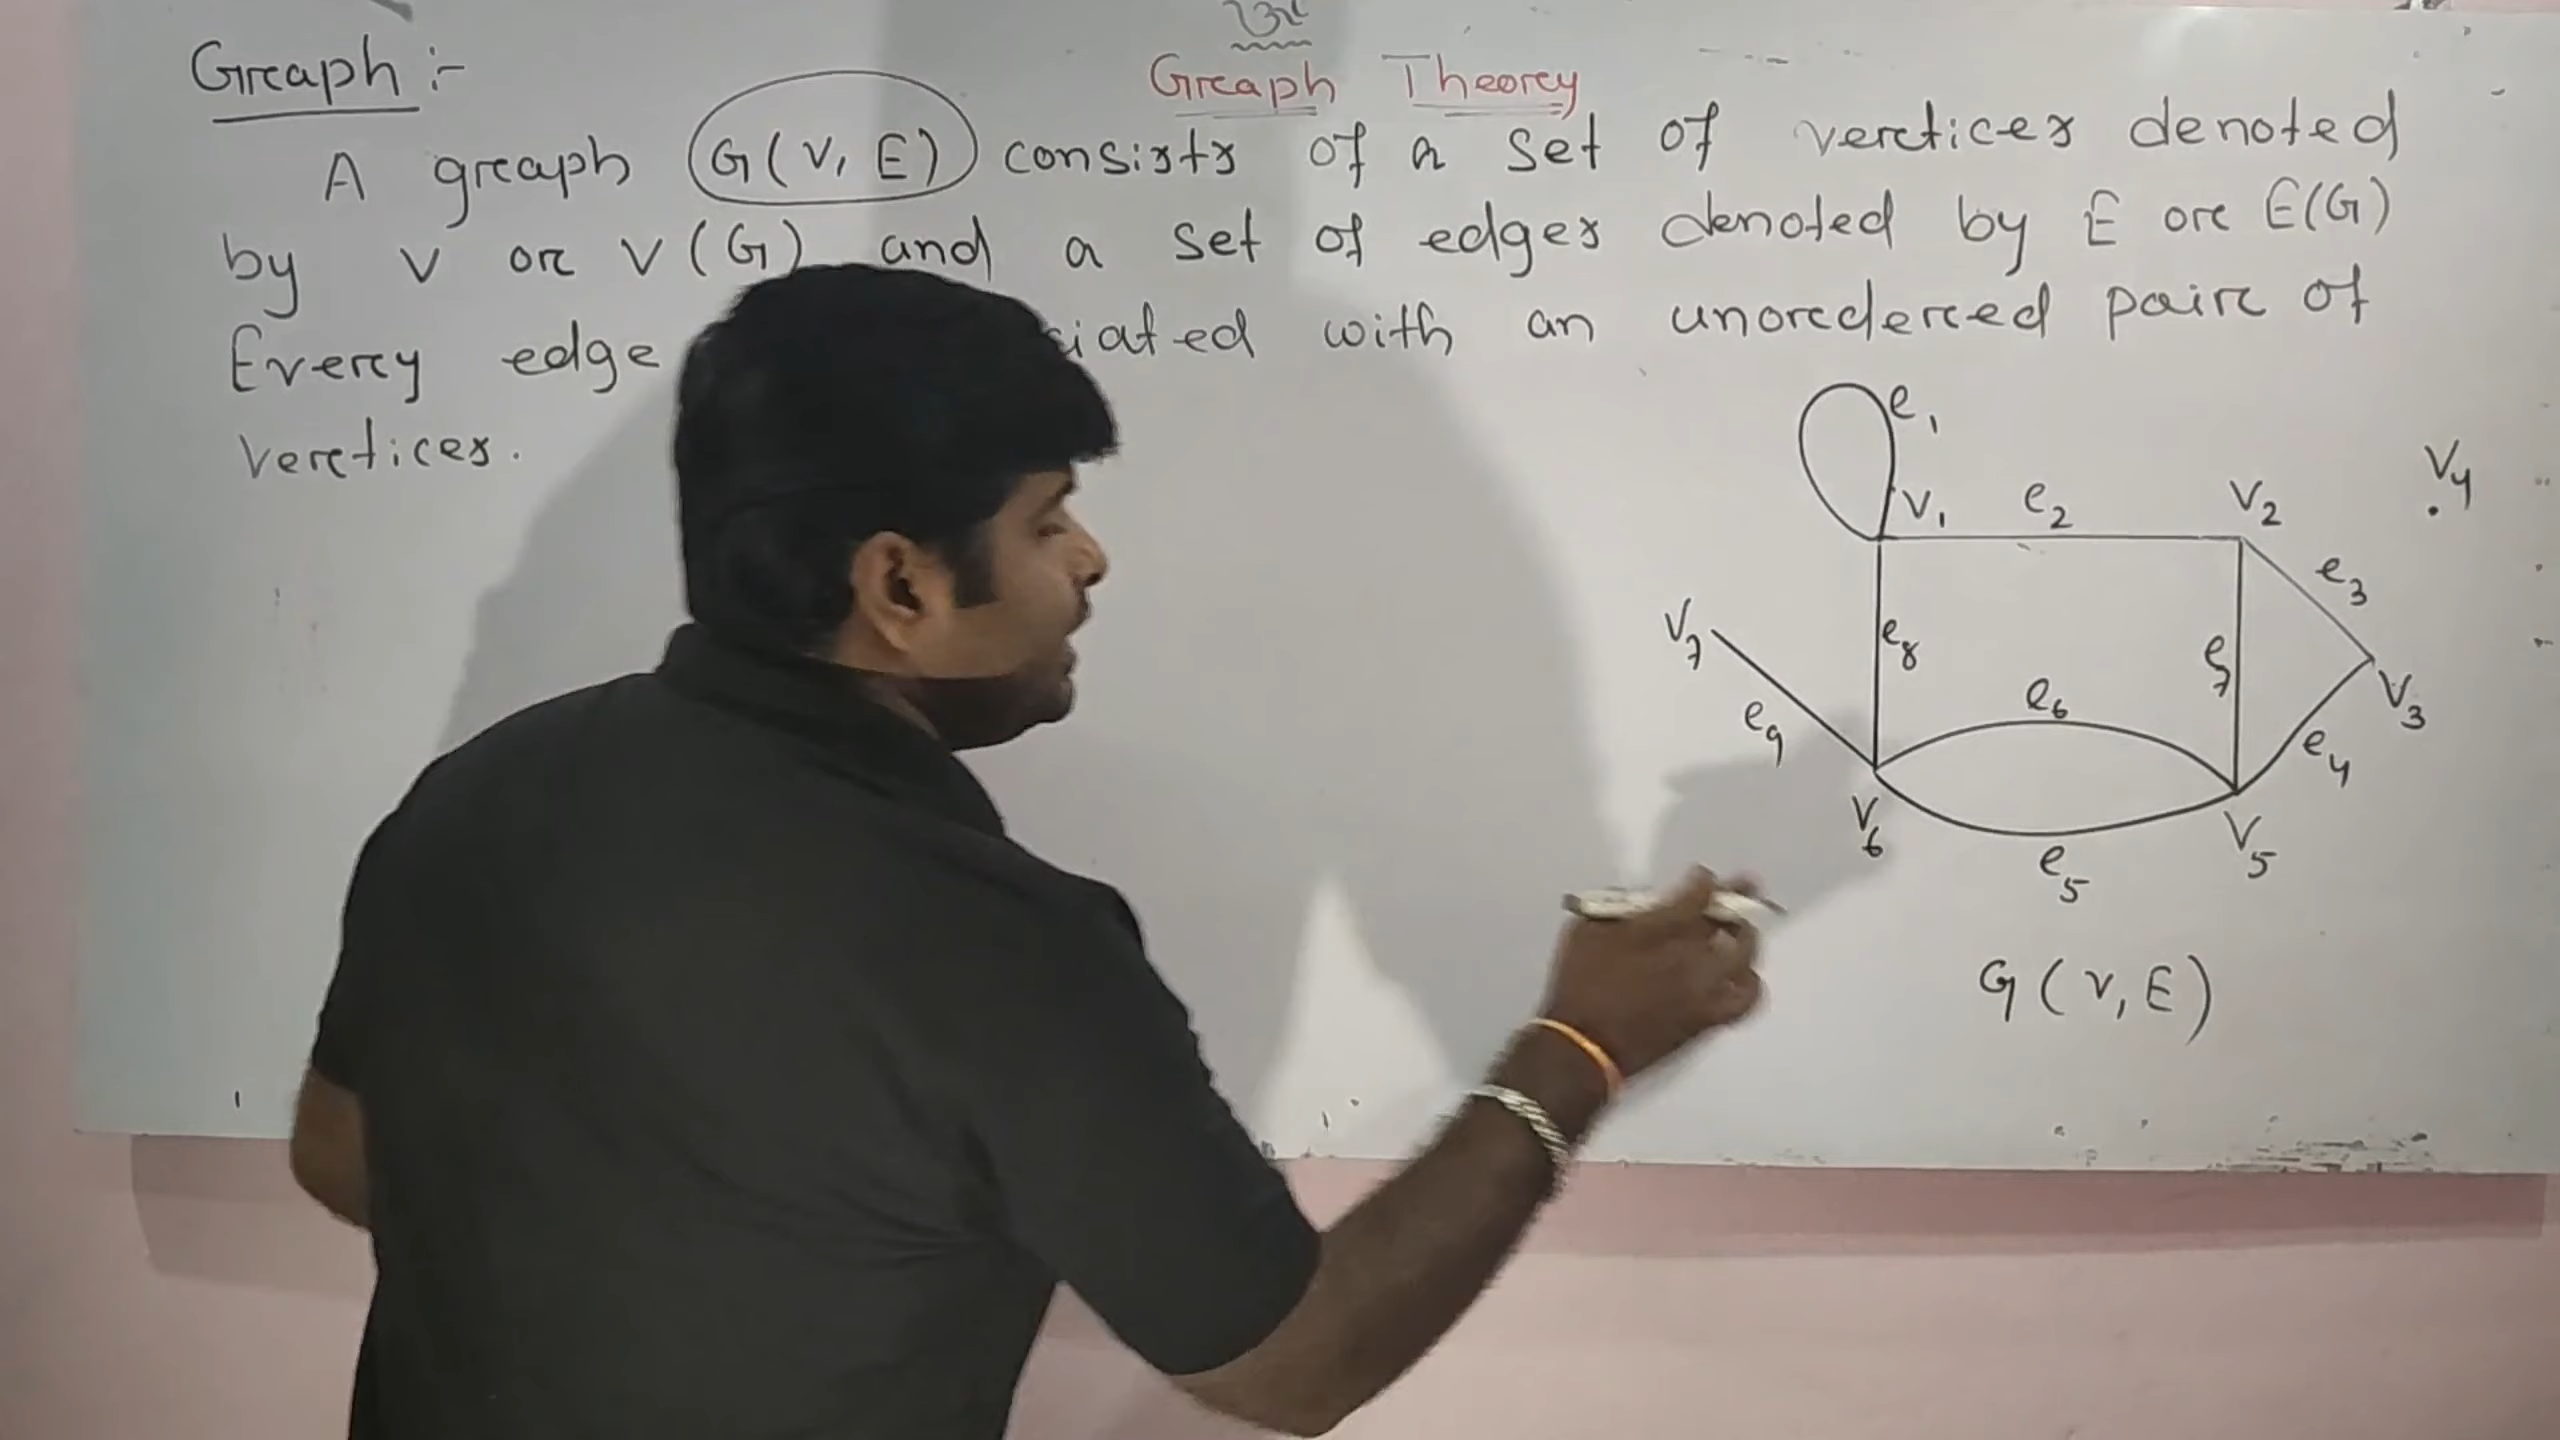 Graph :-
Graph Theory
A graph G(V, E) consists of a set of vertices denoted
by V or V(G) and a set of edges denoted by E or E(G)
Every edge ciated with an unordered pair of
vertices.
e1
V1
e2
V2
V4
e3
V7
e8
e7
e6
V3
e9
e4
V6
V5
e5
G(V, E)